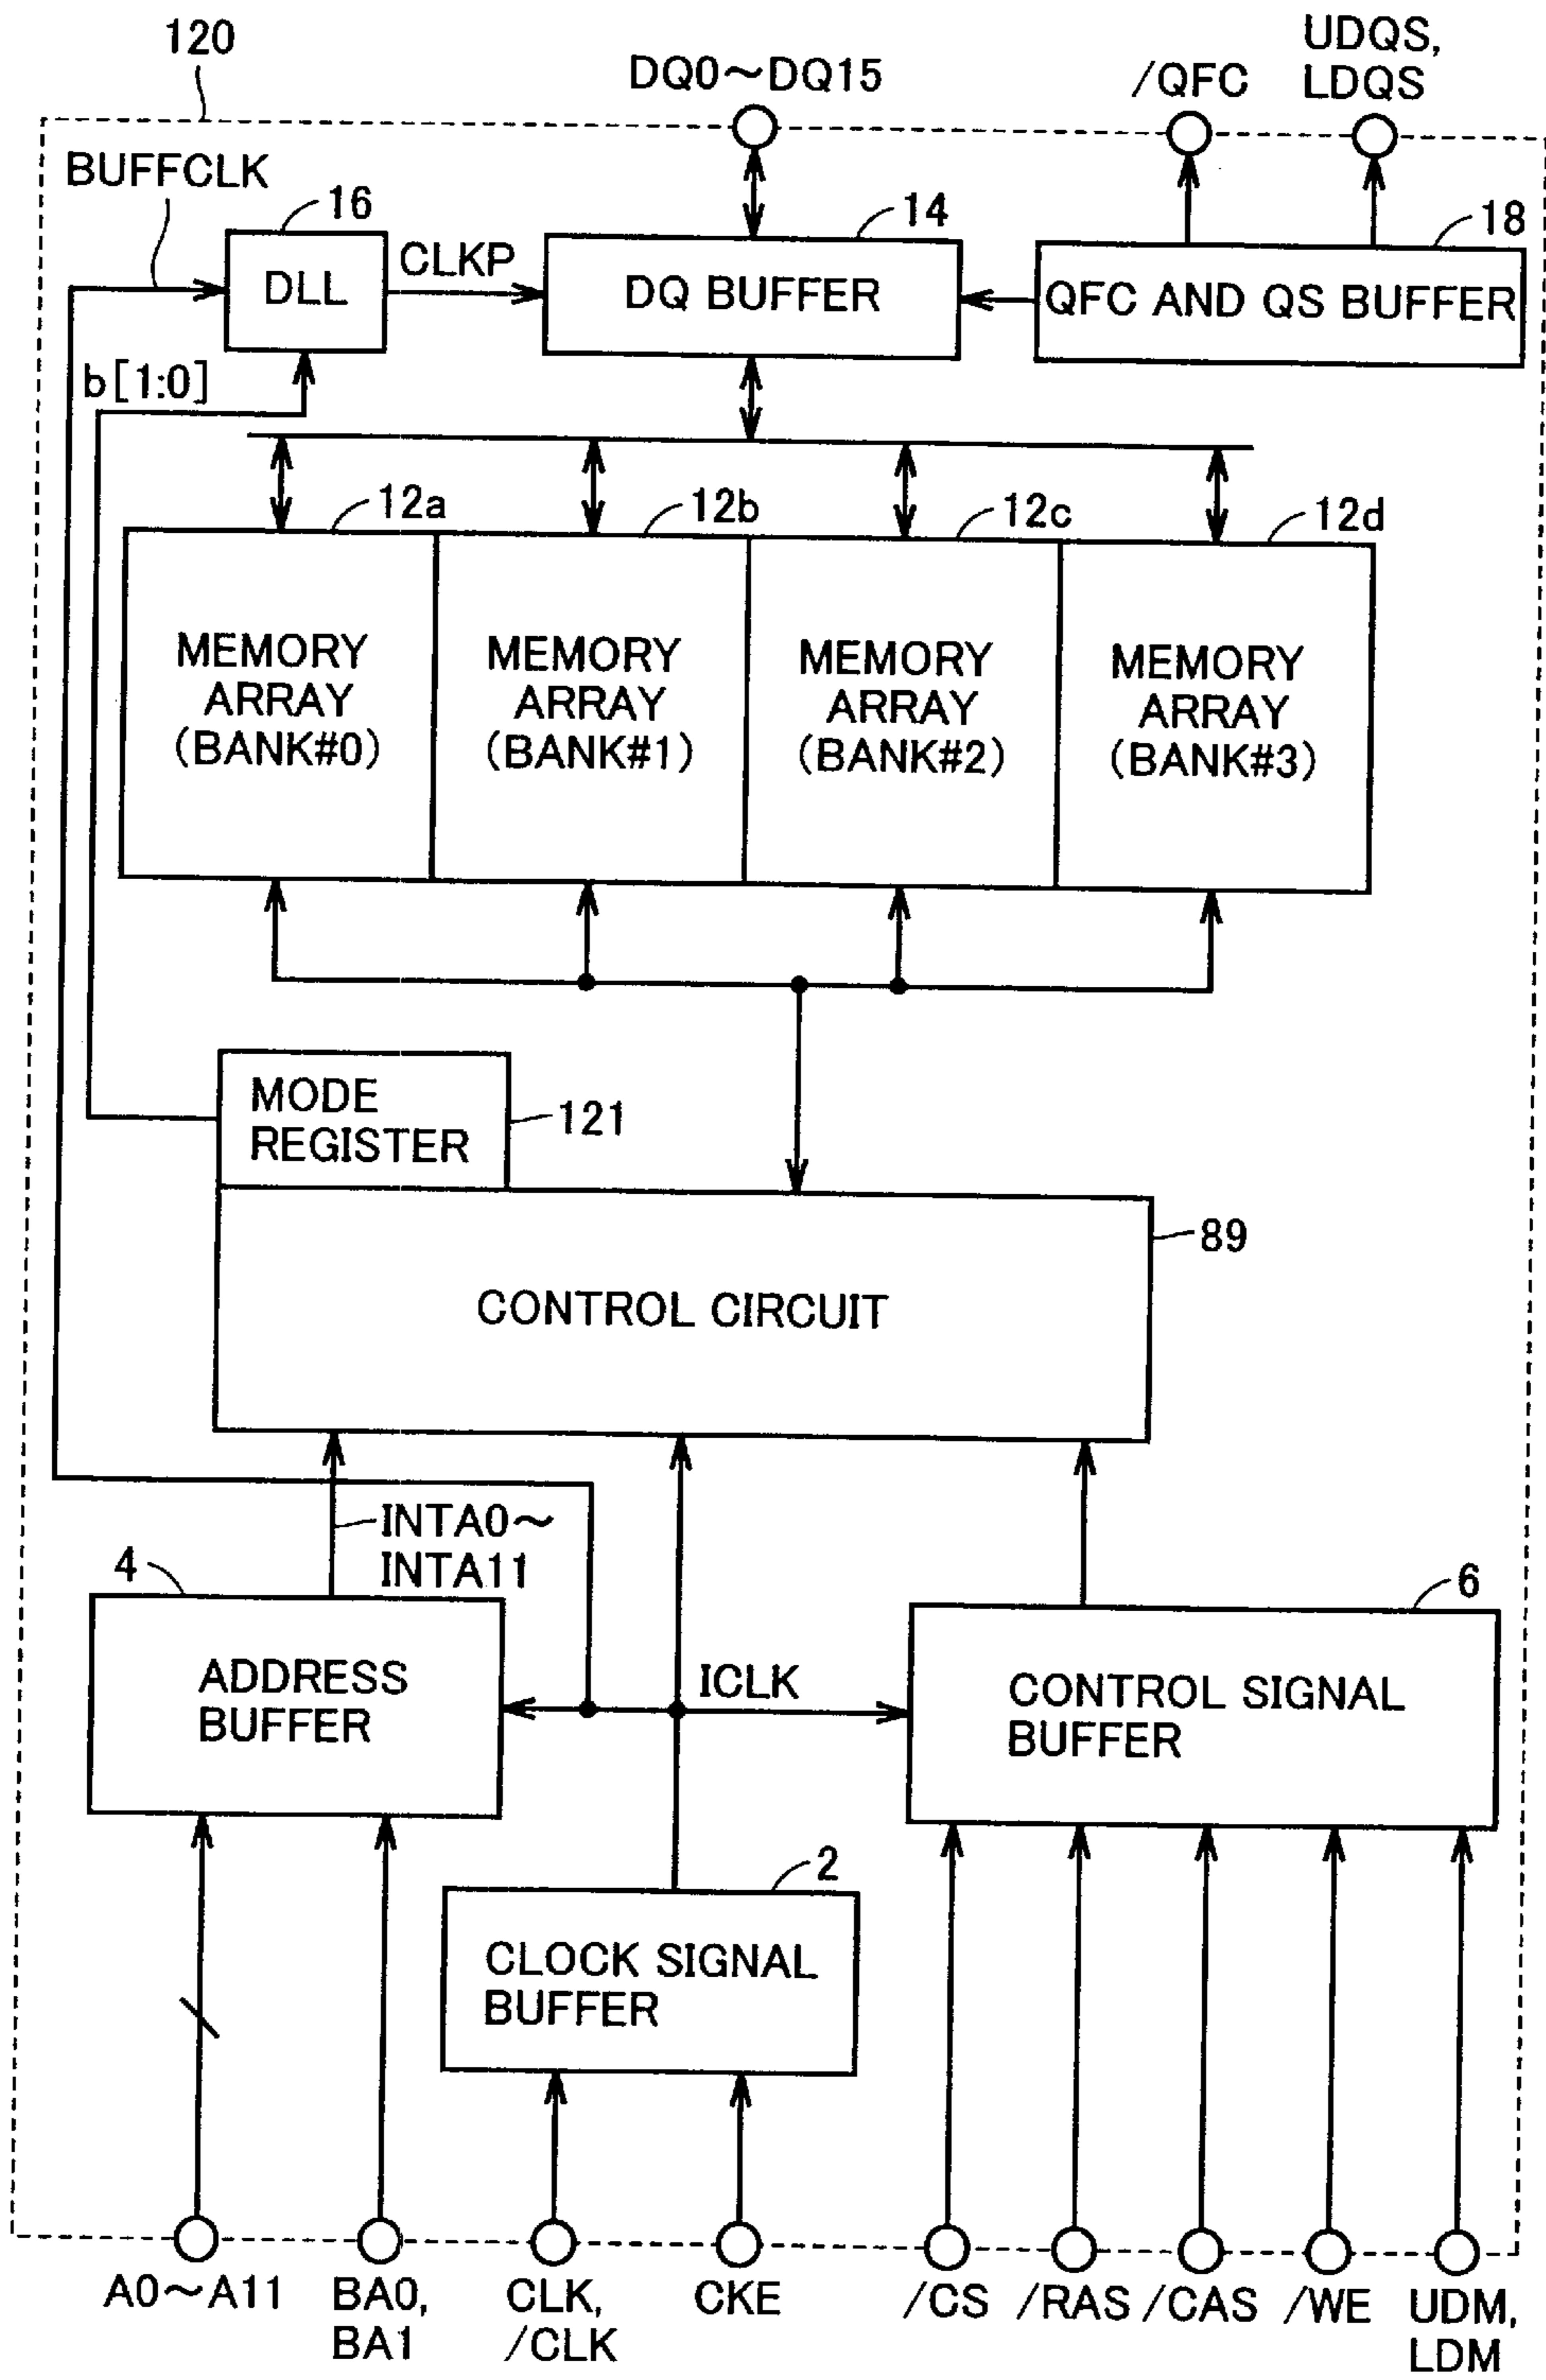 120
DQ0～DQ15
/QFC
UDQS,
LDQS
BUFFCLK
16
14
18
DLL
CLKP
DQ BUFFER
QFC AND QS BUFFER
b[1:0]
12a
12b
12c
12d
MEMORY
ARRAY
(BANK#0)
MEMORY
ARRAY
(BANK#1)
MEMORY
ARRAY
(BANK#2)
MEMORY
ARRAY
(BANK#3)
MODE
REGISTER
121
89
CONTROL CIRCUIT
INTA0～
INTA11
4
6
ADDRESS
BUFFER
ICLK
CONTROL SIGNAL
BUFFER
2
CLOCK SIGNAL
BUFFER
A0～A11
BA0,
BA1
CLK,
/CLK
CKE
/CS
/RAS
/CAS
/WE
UDM,
LDM